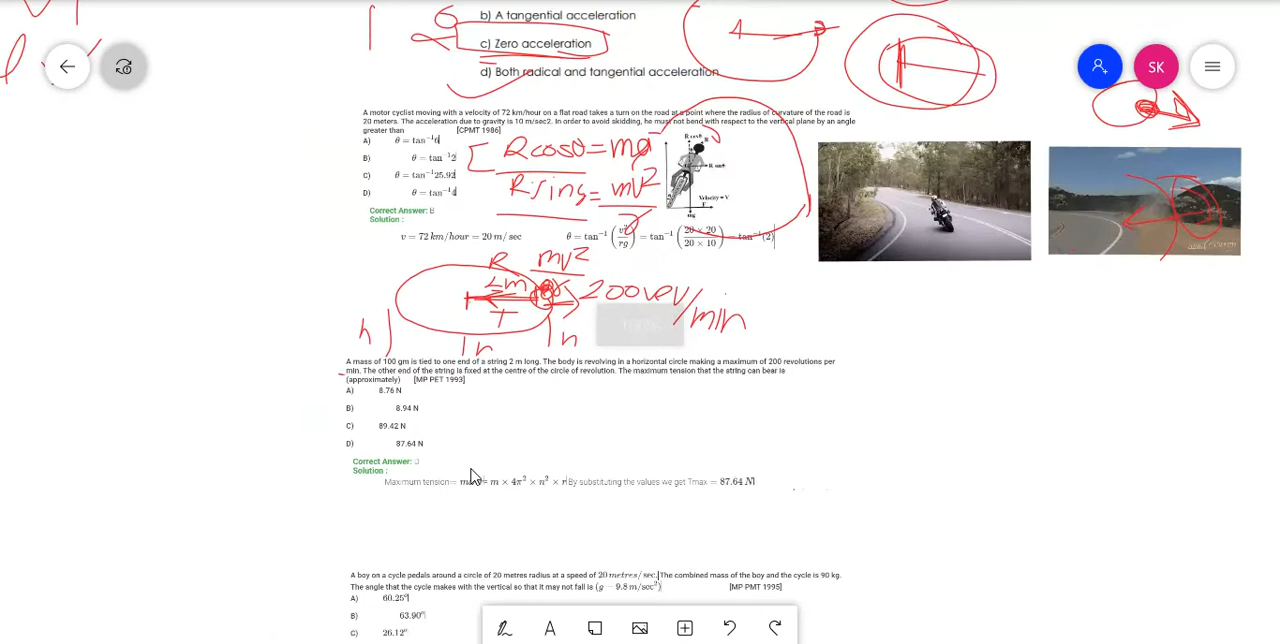 b) A tangential acceleration
c) Zero acceleration
d) Both radical and tangential acceleration
SK
A motor cyclist moving with a velocity of 72 km/hour on a flat road takes a turn on the road at a point where the radius of curvature of the road is
20 meters. The acceleration due to gravity is 10 m/sec2. In order to avoid skidding, he must not bend with respect to the vertical plane by an angle
greater than [CPMT 1986]
A) θ = tan⁻¹6
B) θ = tan⁻¹2
C) θ = tan⁻¹25.92
D) θ = tan⁻¹4
Rcosθ = mg
mv²
R cosθ
R
R sinθ
Velocity = V
F
mg
Correct Answer: B
Solution :
v = 72 km/hour = 20 m/sec θ = tan⁻¹(v²/rg) = tan⁻¹(20 × 20/20 × 10) = tan⁻¹(2)
R mv²
2m
200rev/min
T
A mass of 100 gm is tied to one end of a string 2 m long. The body is revolving in a horizontal circle making a maximum of 200 revolutions per
min. The other end of the string is fixed at the centre of the circle of revolution. The maximum tension that the string can bear is
(approximately) [MP PET 1993]
A) 8.76 N
B) 8.94 N
C) 89.42 N
D) 87.64 N
Correct Answer:
Solution :
Maximum tension= = m × 4π² × n² × r By substituting the values we get Tmax = 87.64 N
A boy on a cycle pedals around a circle of 20 metres radius at a speed of 20 metres/sec. The combined mass of the boy and the cycle is 90 kg.
The angle that the cycle makes with the vertical so that it may not fall is (g = 9.8 m/sec²) [MP PMT 1995]
A) 60.25°
B) 63.90°
C) 26.12°
A